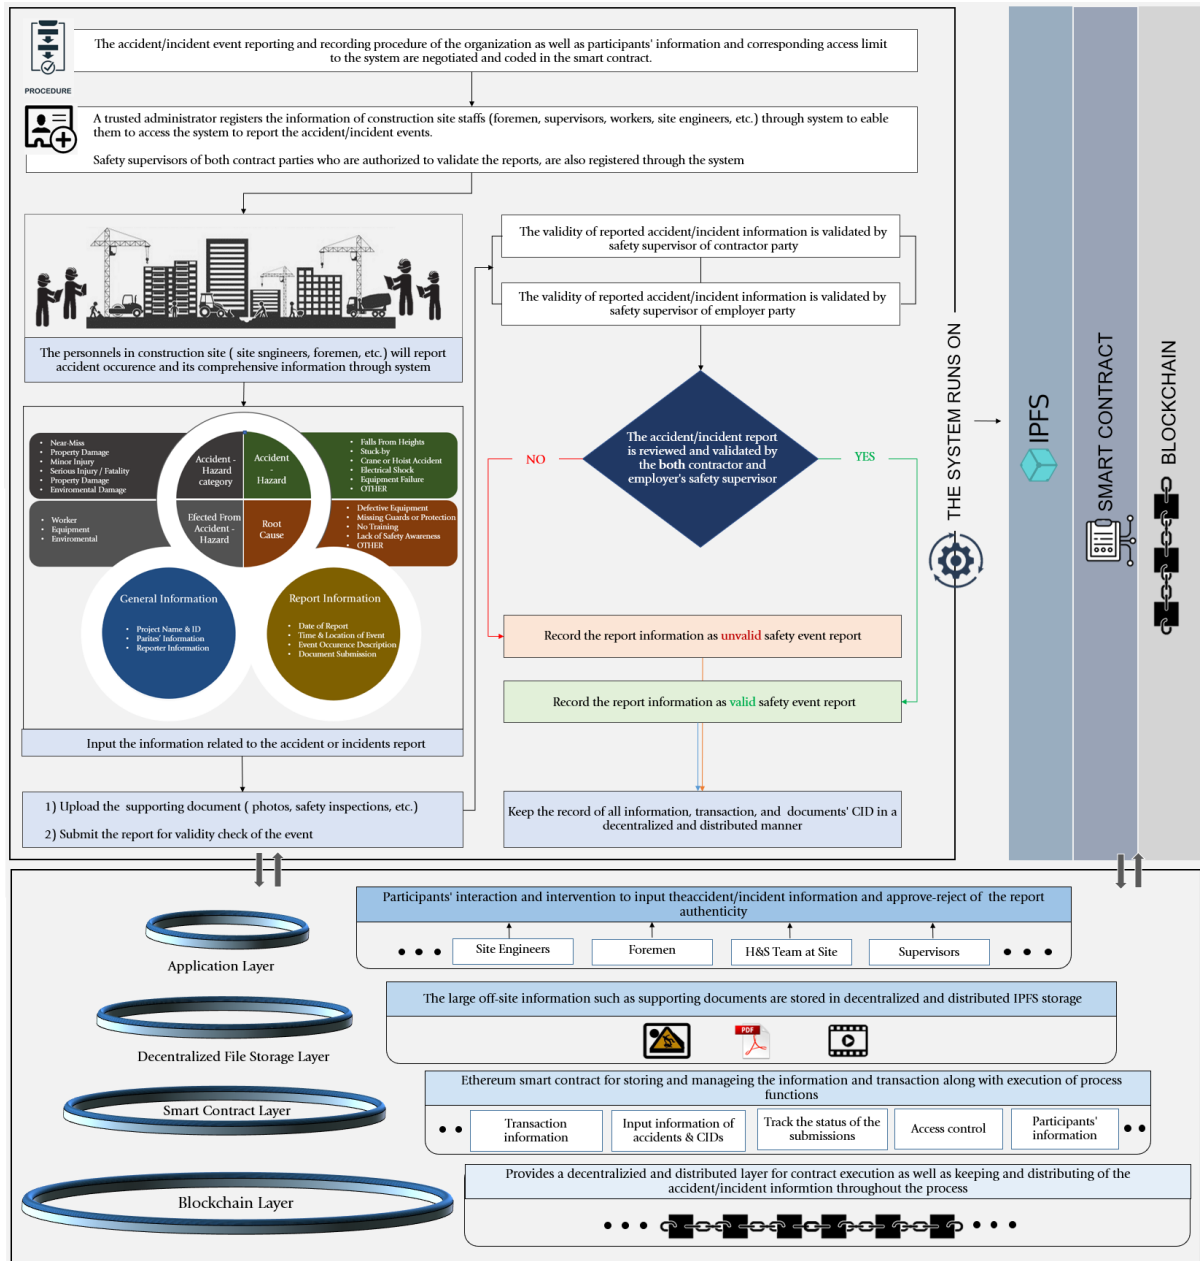 The accident/incident event reporting and recording procedure of the organization as well as participants' information and corresponding access limit
to the system are negotiated and coded in the smart contract.
PROCEDURE
A trusted administrator registers the information of construction site staffs (foremen, supervisors, workers, site engineers, etc.) through system to eable
them to access the system to report the accident/incident events.
Safety supervisors of both contract parties who are authorized to validate the reports, are also registered through the system
The personnels in construction site ( site sngineers, foremen, etc.) will report
accident occurence and its comprehensive information through system
• Near-Miss
• Property Damage
• Minor Injury
• Serious Injury / Fatality
• Property Damage
• Enviromental Damage
Accident -
Hazard
category
Accident
-
Hazard
• Falls From Heights
• Stuck-by
• Crane or Hoist Accident
• Electrical Shock
• Equipment Failure
• OTHER
• Worker
• Equipment
• Enviromental
Efected From
Accident -
Hazard
Root
Cause
• Defective Equipment
• Missing Guards or Protection
• No Training
• Lack of Safety Awareness
• OTHER
General Information
• Project Name & ID
• Parites' Information
• Reporter Information
Report Information
• Date of Report
• Time & Location of Event
• Event Occurence Description
• Document Submission
Input the information related to the accident or incidents report
1) Upload the supporting document ( photos, safety inspections, etc.)
2) Submit the report for validity check of the event
The validity of reported accident/incident information is validated by
safety supervisor of contractor party
The validity of reported accident/incident information is validated by
safety supervisor of employer party
The accident/incident report
is reviewed and validated by
the both contractor and
employer's safety supervisor
NO
YES
Record the report information as unvalid safety event report
Record the report information as valid safety event report
Keep the record of all information, transaction, and documents' CID in a
decentralized and distributed manner
THE SYSTEM RUNS ON
IPFS
SMART CONTRACT
BLOCKCHAIN
Application Layer
Participants' interaction and intervention to input theaccident/incident information and approve-reject of the report
authenticity
Site Engineers
Foremen
H&S Team at Site
Supervisors
Decentralized File Storage Layer
The large off-site information such as supporting documents are stored in decentralized and distributed IPFS storage
PDF
Smart Contract Layer
Ethereum smart contract for storing and manageing the information and transaction along with execution of process
functions
Transaction
information
Input information of
accidents & CIDs
Track the status of the
submissions
Access control
Participants'
information
Blockchain Layer
Provides a decentralizied and distributed layer for contract execution as well as keeping and distributing of the
accident/incident informtion throughout the process